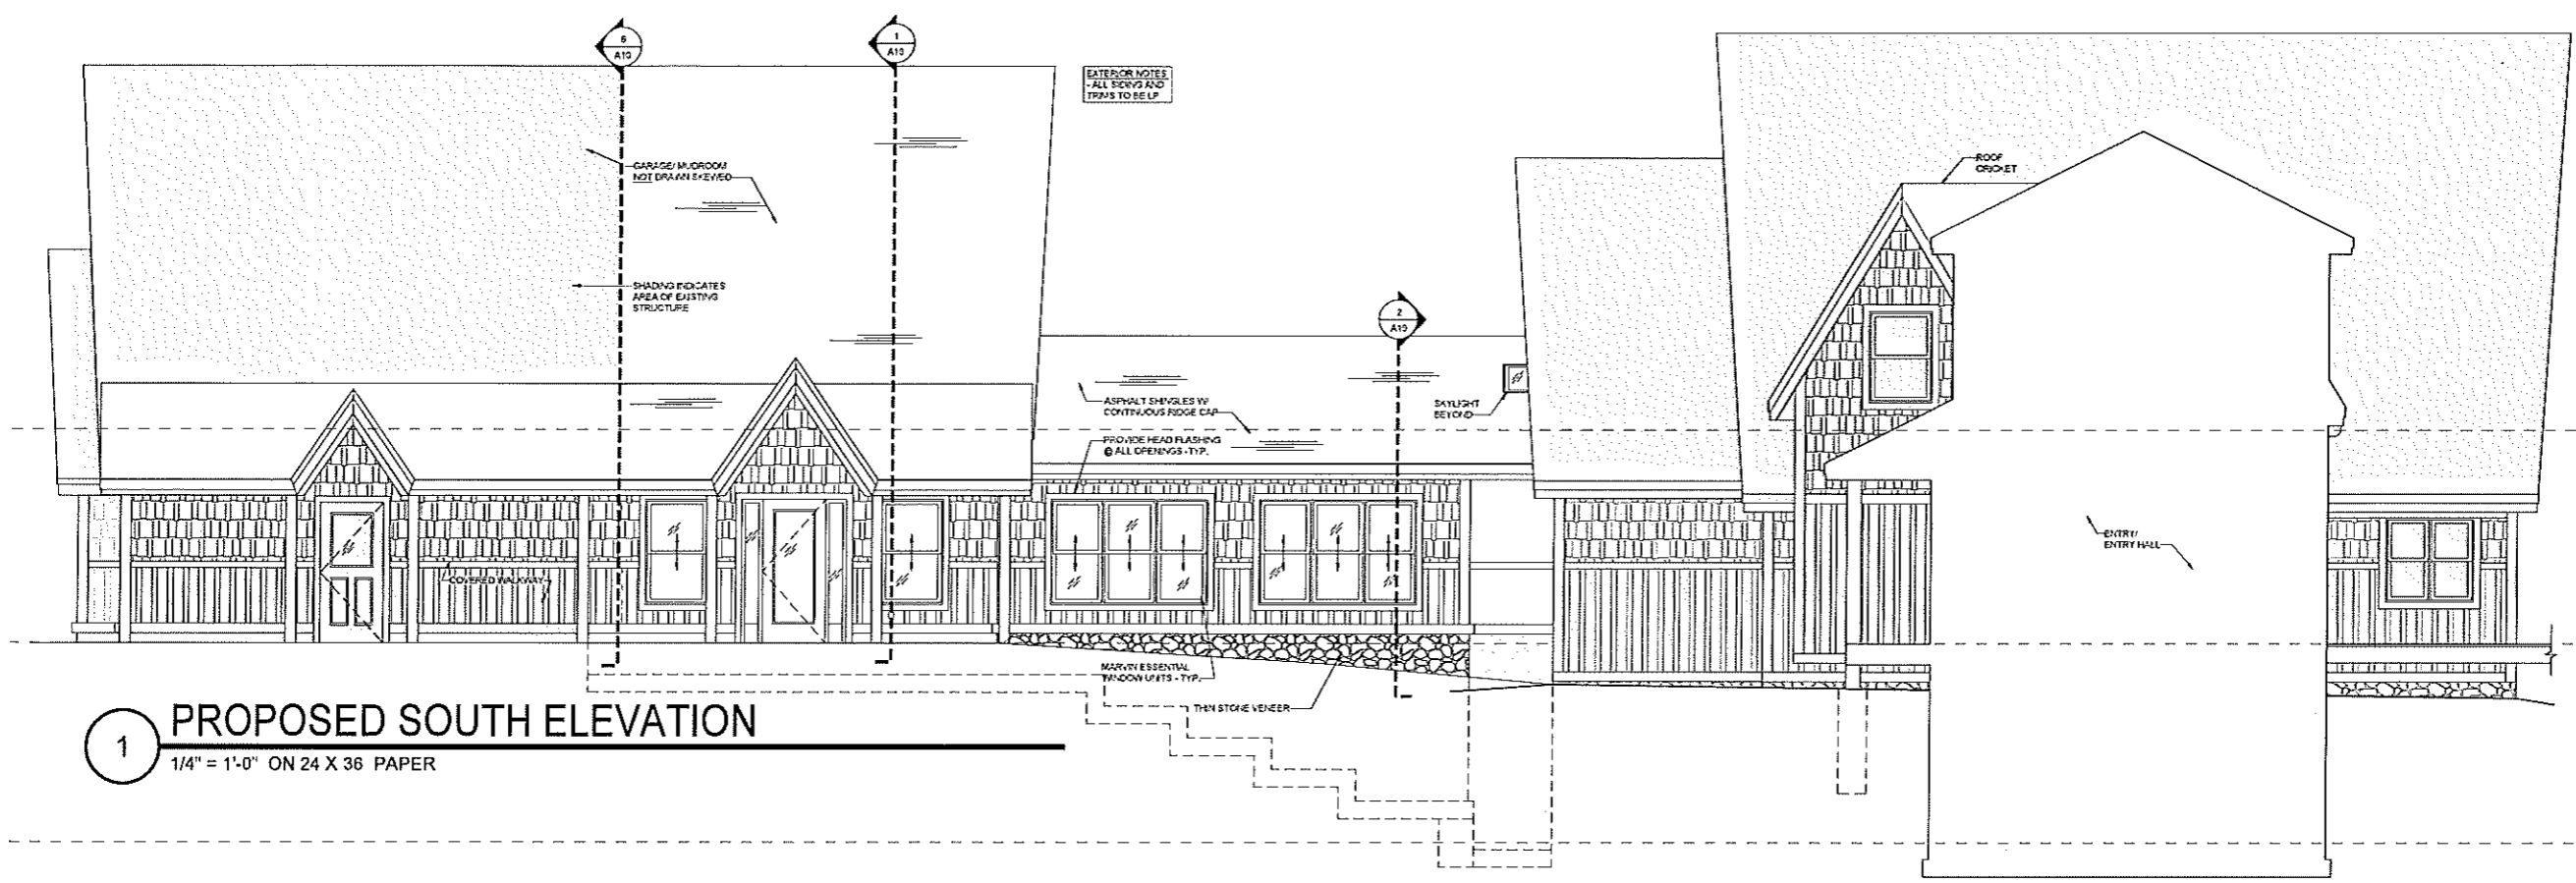 6
A10
1
A10
EXTERIOR NOTES
- ALL SIDING AND
TRIMS TO BE LP
GARAGE/ MUDROOM
NOT DRAWN SKEWED
ROOF
CRICKET
SHADING INDICATES
AREA OF EXISTING
STRUCTURE
2
A10
ASPHALT SHINGLES W/
CONTINUOUS RIDGE CAP
SKYLIGHT
BEYOND
PROVIDE HEAD FLASHING
@ ALL OPENINGS - TYP.
ENTRY/
ENTRY HALL
COVERED WALKWAY
MARVIN ESSENTIAL
WINDOW UNITS - TYP.
THIN STONE VENEER
1
PROPOSED SOUTH ELEVATION
1/4" = 1'-0" ON 24 X 36 PAPER